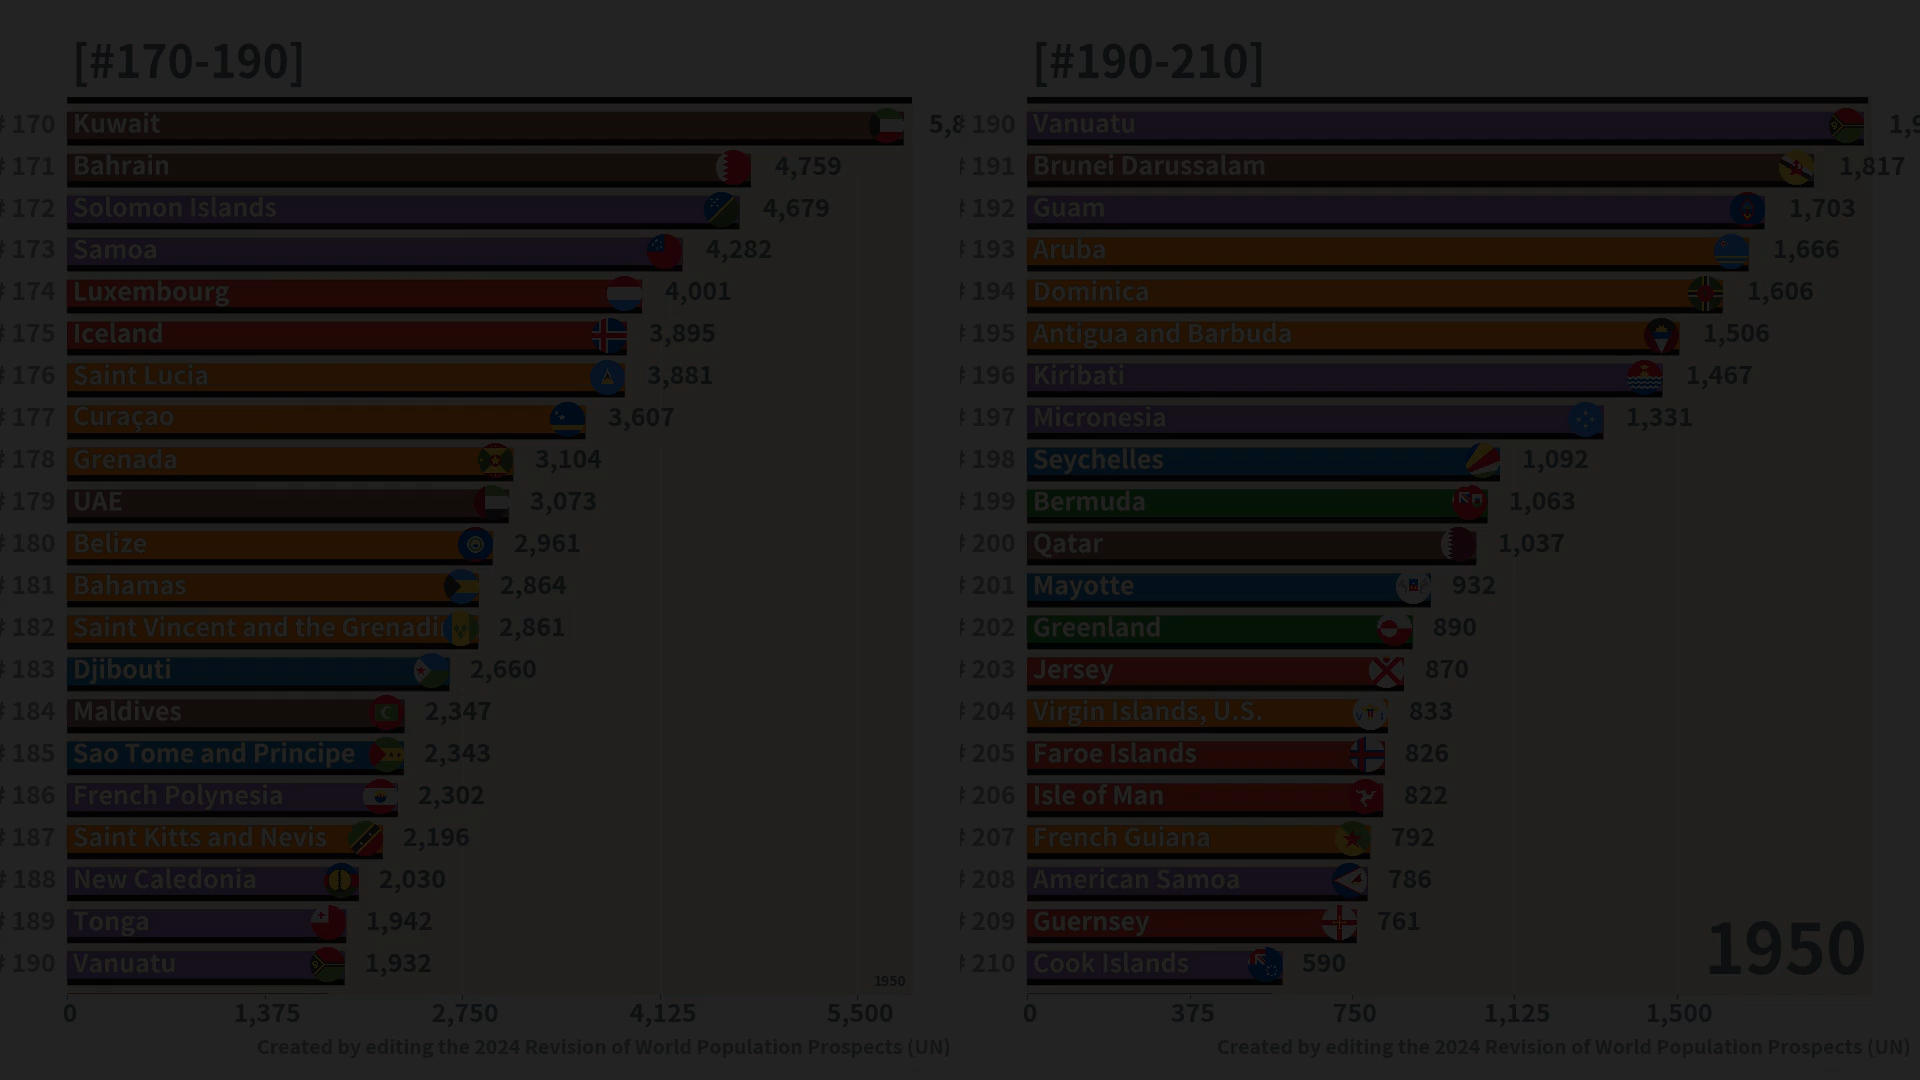 [#170-190]
# 170 Kuwait 5,8
# 171 Bahrain 4,759
# 172 Solomon Islands 4,679
# 173 Samoa 4,282
# 174 Luxembourg 4,001
# 175 Iceland 3,895
# 176 Saint Lucia 3,881
# 177 Curaçao 3,607
# 178 Grenada 3,104
# 179 UAE 3,073
# 180 Belize 2,961
# 181 Bahamas 2,864
# 182 Saint Vincent and the Grenadi 2,861
# 183 Djibouti 2,660
# 184 Maldives 2,347
# 185 Sao Tome and Principe 2,343
# 186 French Polynesia 2,302
# 187 Saint Kitts and Nevis 2,196
# 188 New Caledonia 2,030
# 189 Tonga 1,942
# 190 Vanuatu 1,932
1950
0 1,375 2,750 4,125 5,500
Created by editing the 2024 Revision of World Population Prospects (UN)
[#190-210]
# 190 Vanuatu 1,9
# 191 Brunei Darussalam 1,817
# 192 Guam 1,703
# 193 Aruba 1,666
# 194 Dominica 1,606
# 195 Antigua and Barbuda 1,506
# 196 Kiribati 1,467
# 197 Micronesia 1,331
# 198 Seychelles 1,092
# 199 Bermuda 1,063
# 200 Qatar 1,037
# 201 Mayotte 932
# 202 Greenland 890
# 203 Jersey 870
# 204 Virgin Islands, U.S. 833
# 205 Faroe Islands 826
# 206 Isle of Man 822
# 207 French Guiana 792
# 208 American Samoa 786
# 209 Guernsey 761
# 210 Cook Islands 590
1950
0 375 750 1,125 1,500
Created by editing the 2024 Revision of World Population Prospects (UN)